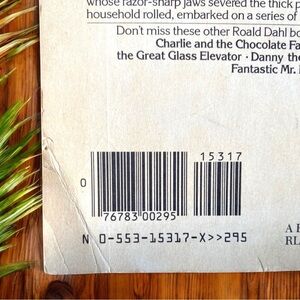 whose razor-sharp jaws severed the thick p
household rolled, embarked on a series of
Don't miss these other Roald Dahl bo
Charlie and the Chocolate Fa
the Great Glass Elevator · Danny the
Fantastic Mr.
15317
0
76783 00295
N 0-553-15317-X>>295
A B
RL